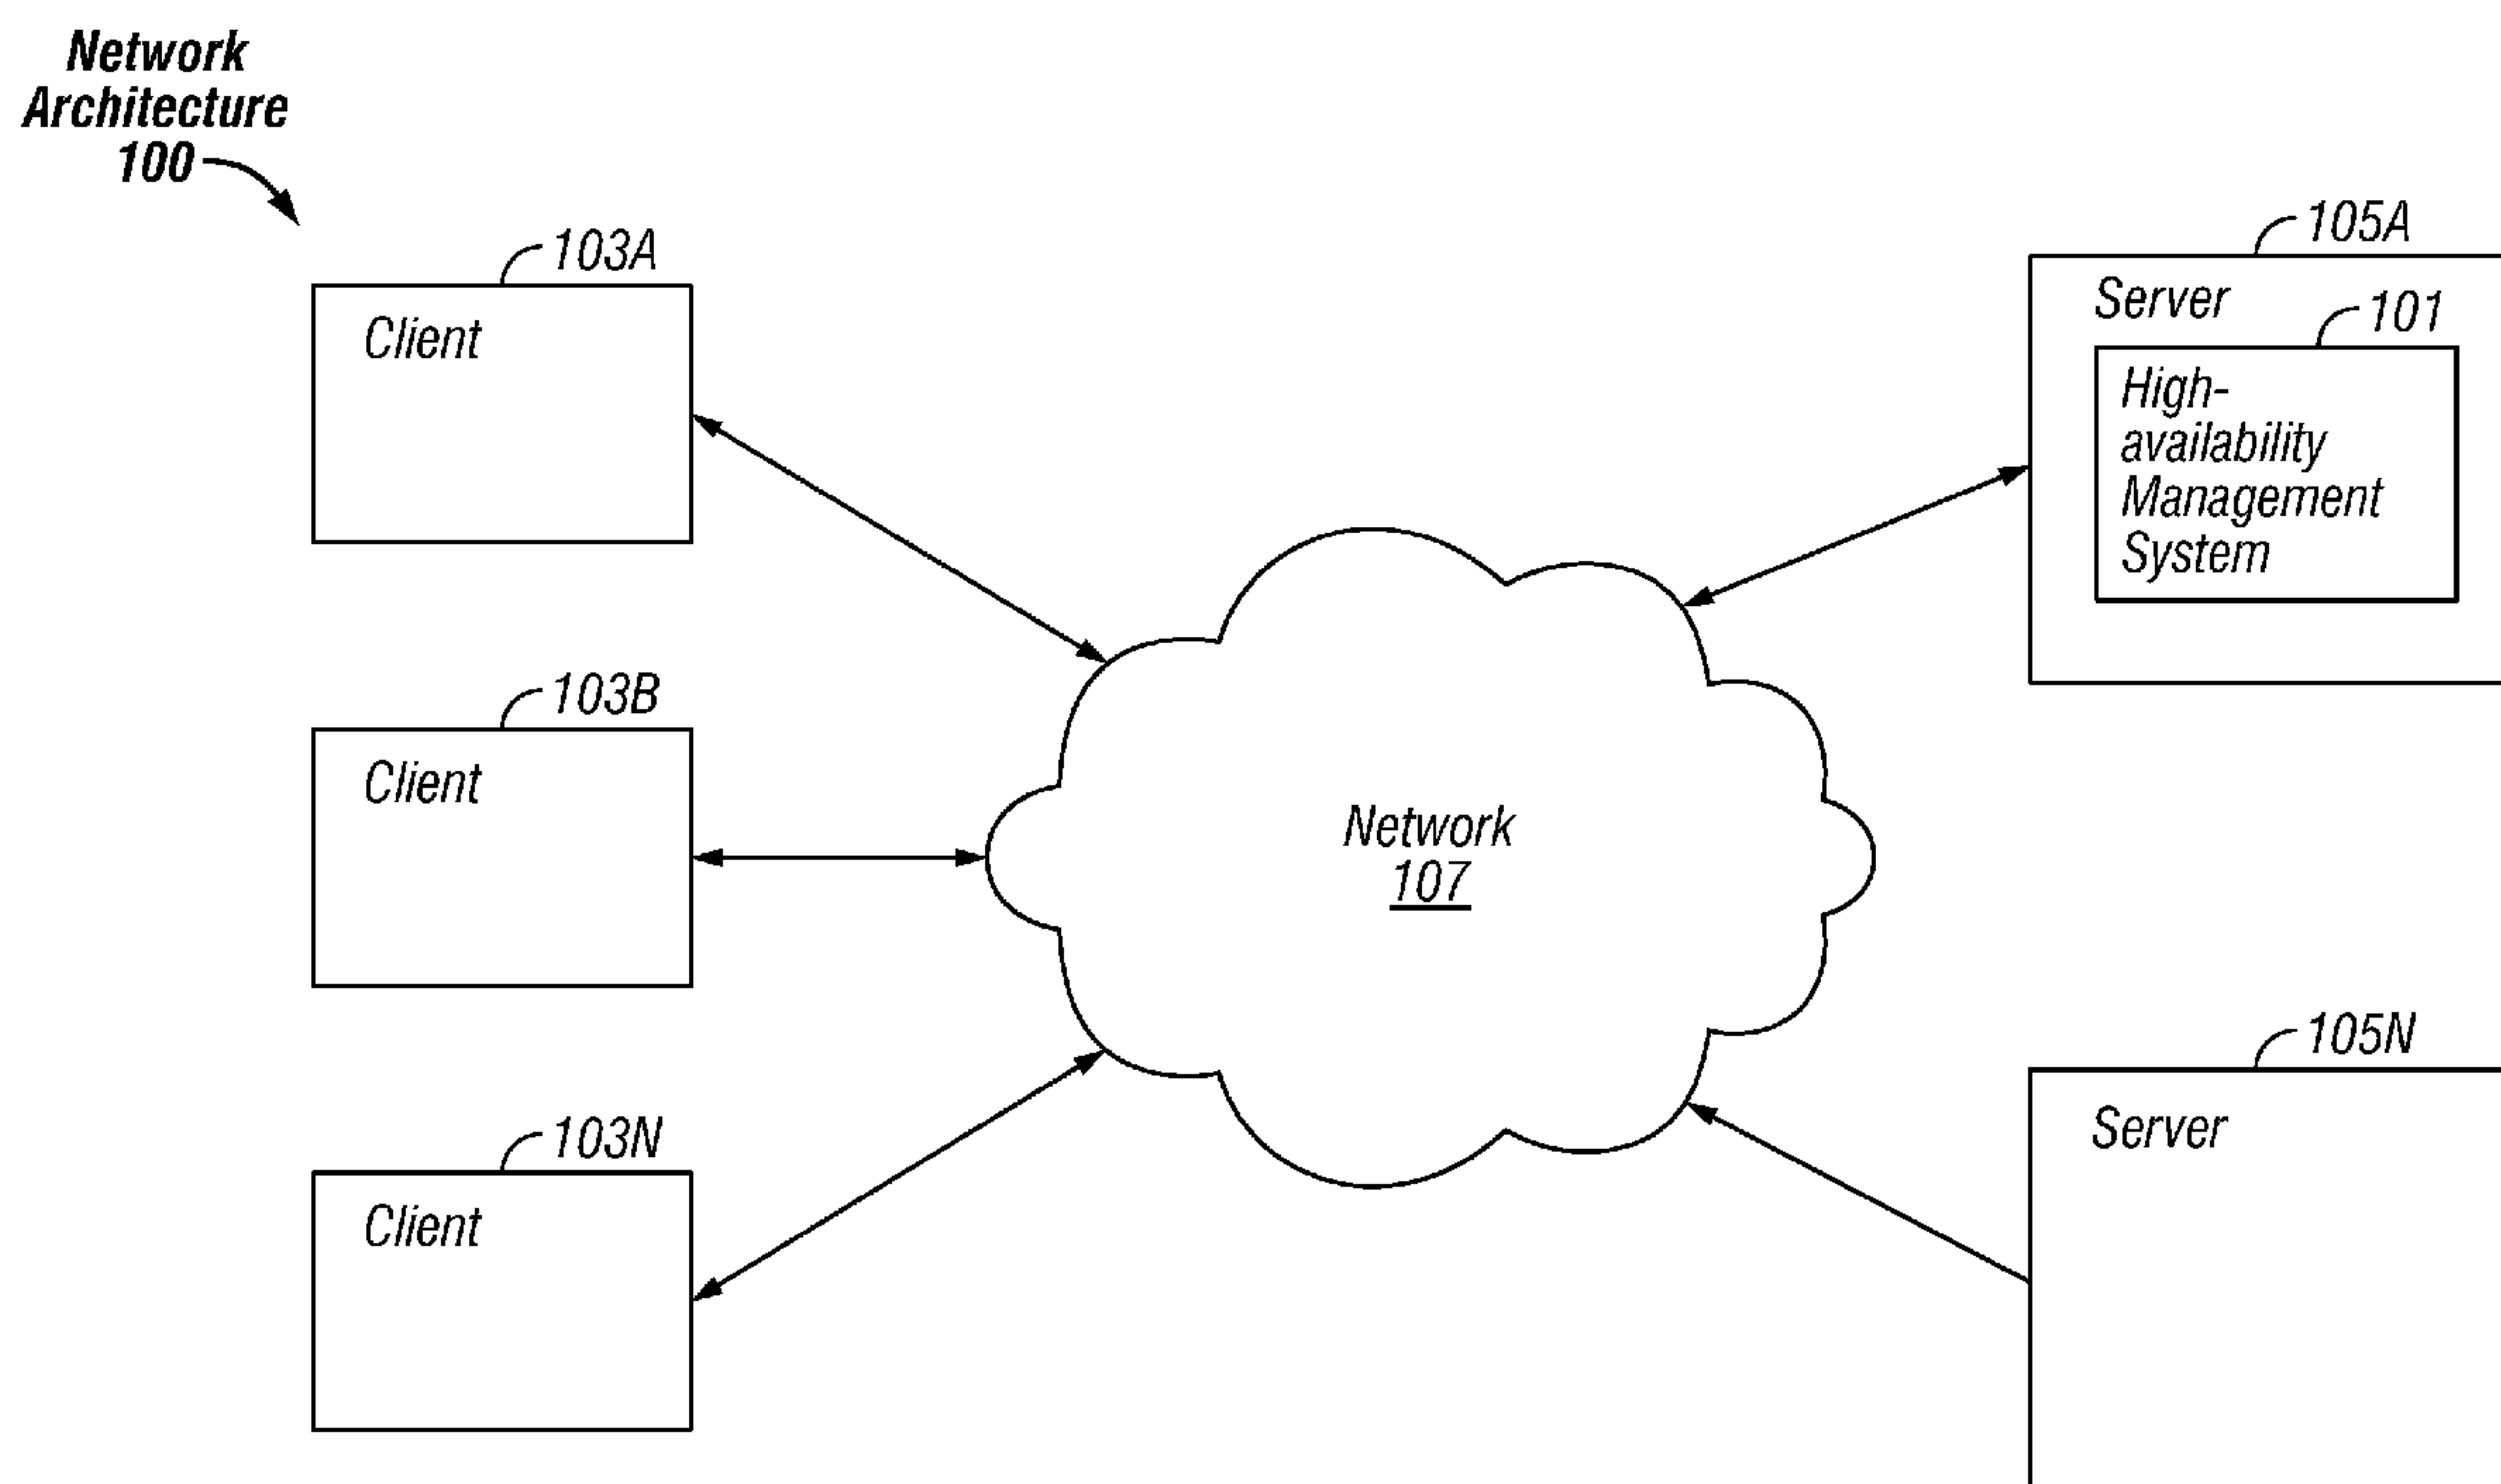 Network
Architecture
100
103A
Client
103B
Client
103N
Client
Network
107
105A
Server
101
High-
availability
Management
System
105N
Server